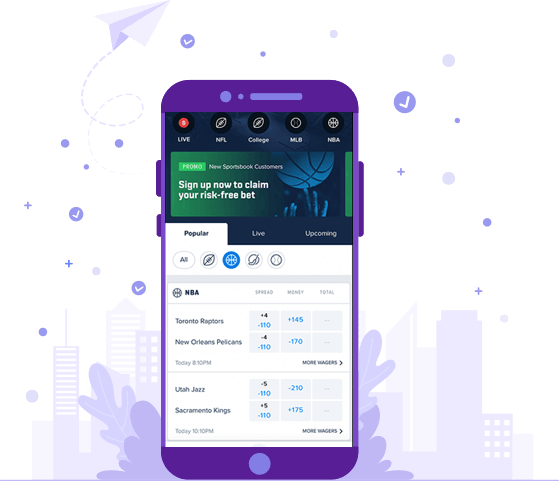 8
LIVE NFL College MLB NBA
PROMO New Sportsbook Customers
Sign up now to claim
your risk-free bet
Popular Live Upcoming
All
NBA SPREAD MONEY TOTAL
+4
Toronto Raptors +145 --
-110
-4
New Orleans Pelicans -170 --
-110
Today 8:10PM MORE WAGERS >
-5
Utah Jazz -210 --
-110
+5
Sacramento Kings +175 --
-110
Today 10:10PM MORE WAGERS >